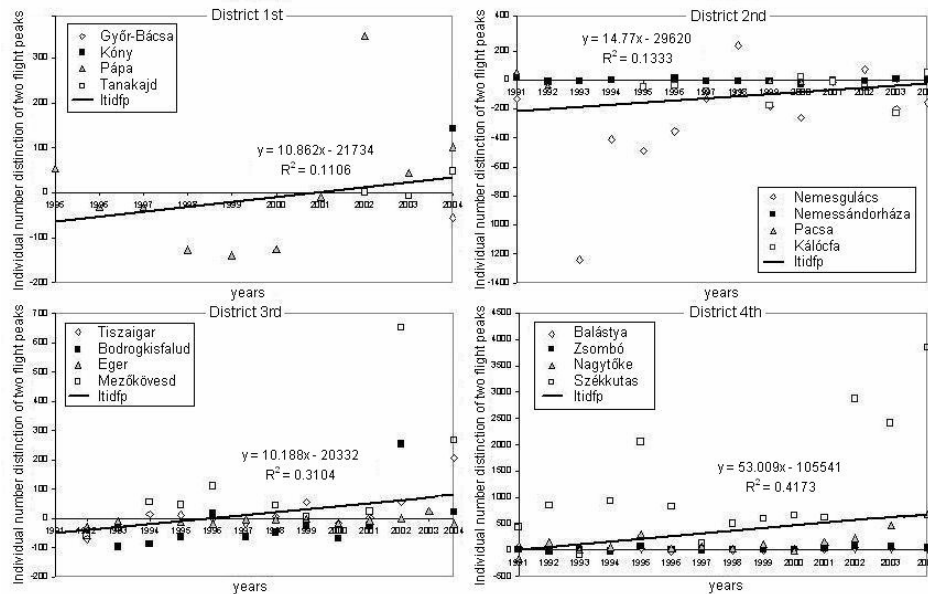 District 1st
Individual number distinction of two flight peaks
Győr-Bácsa
Kóny
Pápa
Tanakajd
ltidfp
y = 10.862x - 21734
R² = 0.1106
300
200
100
0
-100
-200
1996 1997 1998 1999 2000 2001 2002 2003 2014
years
District 2nd
Individual number distinction of two flight peaks
y = 14.77x - 29620
R² = 0.1333
Nemesgulács
Nemessándorháza
Pacsa
Kálócfa
ltidfp
400
200
0
-200
-400
-600
-800
-1000
-1200
-1400
1991 1992 1993 1994 1995 1996 1997 1998 1999 2000 2001 2002 2003
years
District 3rd
Individual number distinction of two flight peaks
Tiszaigar
Bodrogkisfalud
Eger
Mezőkövesd
ltidfp
y = 10.188x - 20332
R² = 0.3104
700
600
500
400
300
200
100
0
-100
-200
1991 1994 1995 1996 1997 1998 1999 2000 2001 2002 2003 2014
years
District 4th
Individual number distinction of two flight peaks
Balástya
Zsombó
Nagytőke
Székkutas
ltidfp
y = 53.009x - 105541
R² = 0.4173
4500
4000
3500
3000
2500
2000
1500
1000
500
0
-500
1991 1992 1993 1994 1995 1996 1997 1998 1999 2000 2001 2002 2003
years